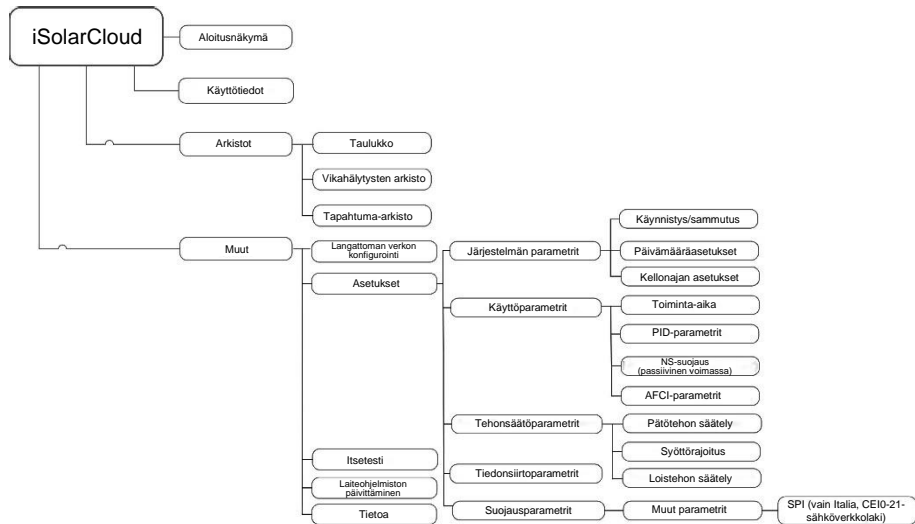 iSolarCloud
Aloitusnäkymä
Käyttötiedot
Arkistot
Taulukko
Vikahälytysten arkisto
Tapahtuma-arkisto
Muut
Langattoman verkon
konfigurointi
Asetukset
Järjestelmän parametrit
Käynnistys/sammutus
Päivämääräasetukset
Kellonajan asetukset
Käyttöparametrit
Toiminta-aika
PID-parametrit
NS-suojaus
(passiivinen voimassa)
AFCI-parametrit
Tehonsäätöparametrit
Pätötehon säätely
Syöttörajoitus
Loistehon säätely
Tiedonsiirtoparametrit
Suojausparametrit
Muut parametrit
SPI (vain Italia, CEI0-21-
sähköverkkolaki)
Itsetesti
Laiteohjelmiston
päivittäminen
Tietoa